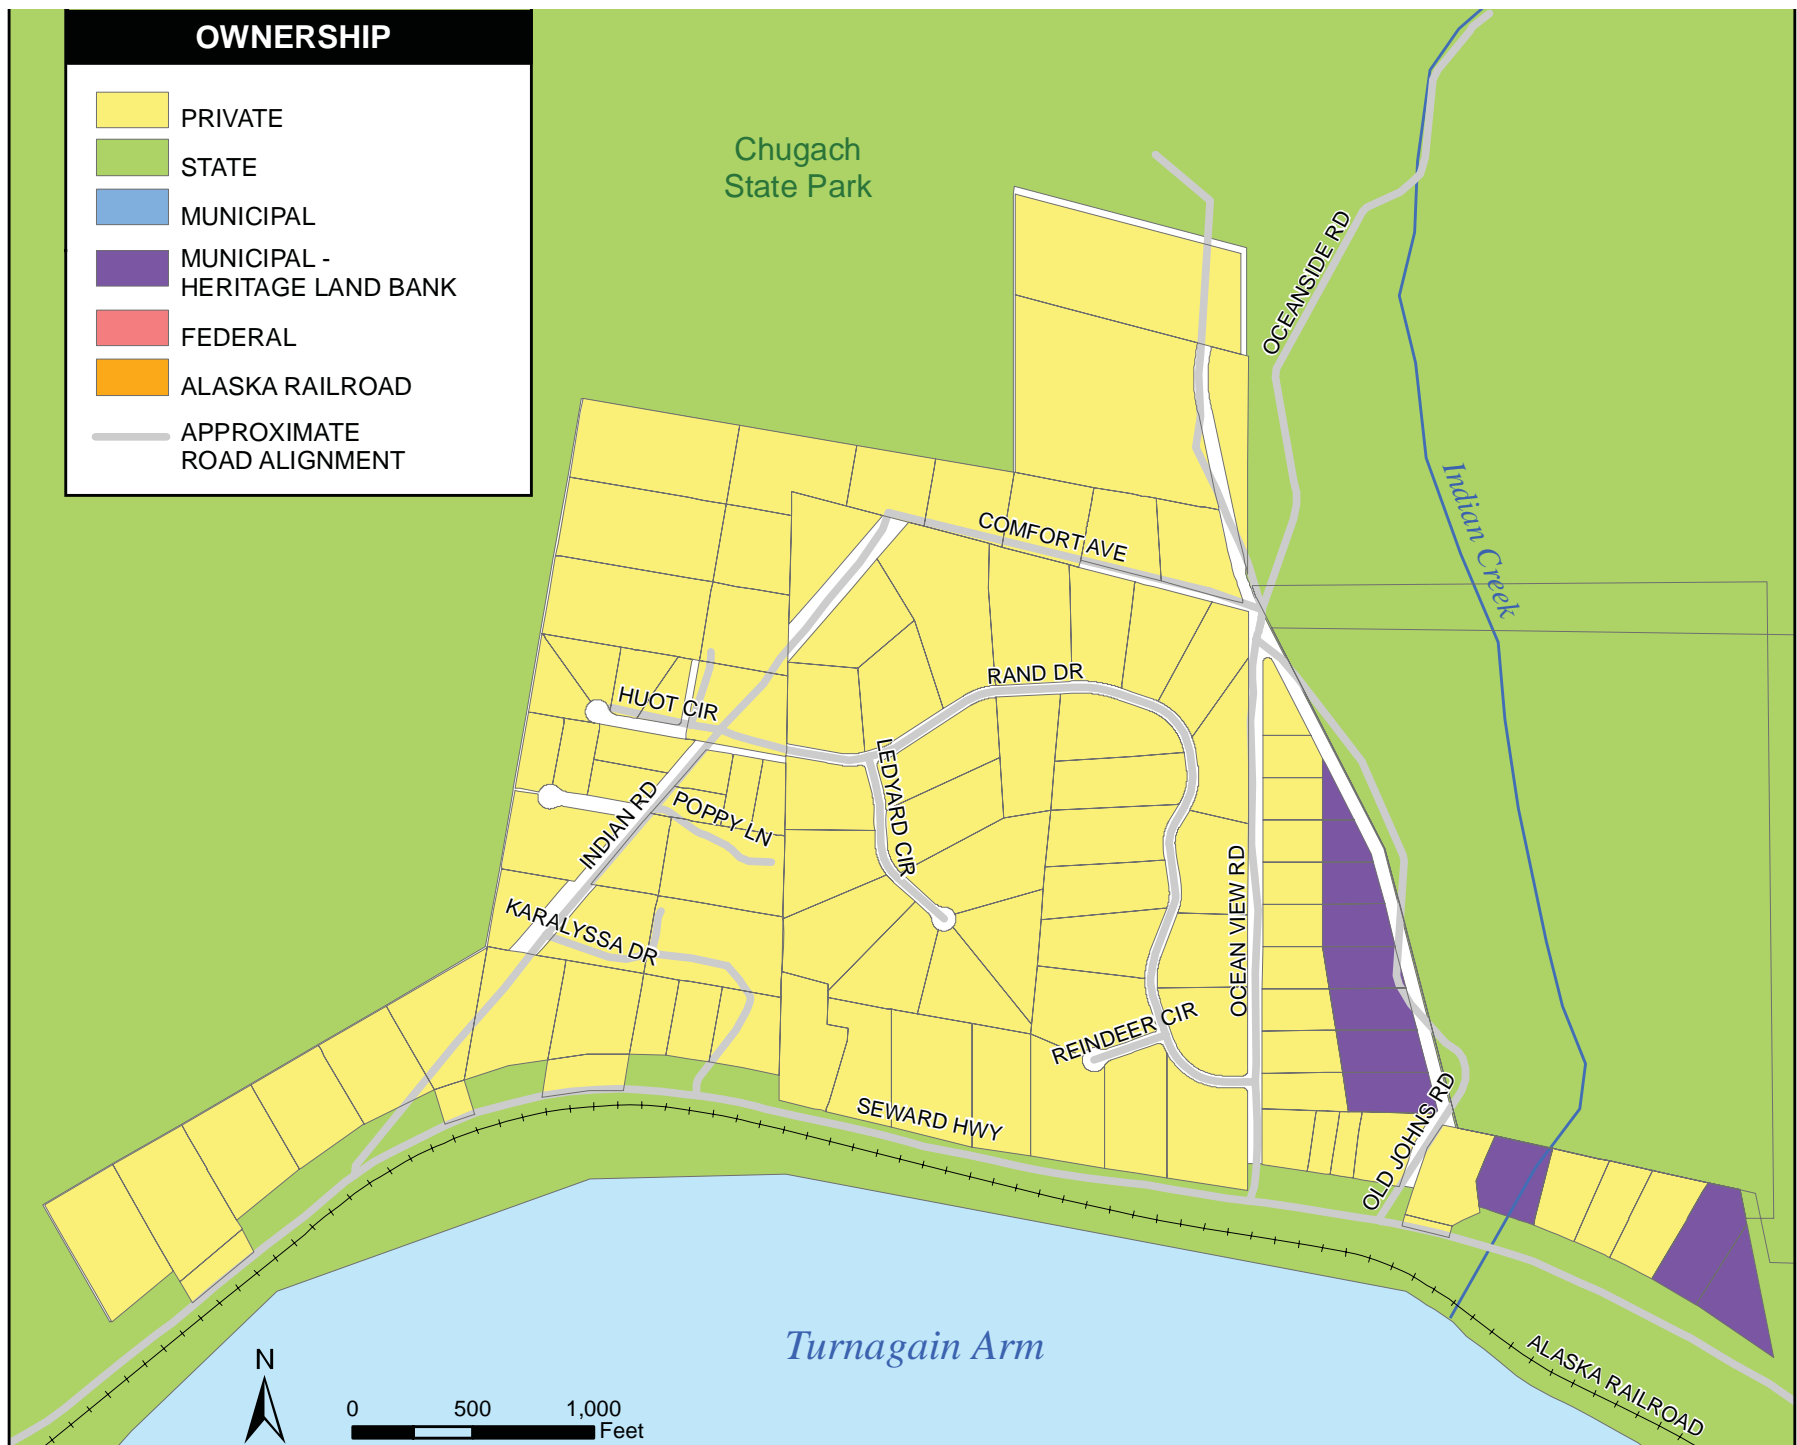 OWNERSHIP
PRIVATE
STATE
MUNICIPAL
MUNICIPAL -
HERITAGE LAND BANK
FEDERAL
ALASKA RAILROAD
APPROXIMATE
ROAD ALIGNMENT
Chugach
State Park
OCEANSIDE RD
Indian Creek
COMFORT AVE
RAND DR
HUOT CIR
LEDYARD CIR
INDIAN RD
POPPY LN
KARALYSSA DR
OCEAN VIEW RD
REINDEER CIR
SEWARD HWY
OLD JOHNS RD
Turnagain Arm
ALASKA RAILROAD
N
0 500 1,000
Feet